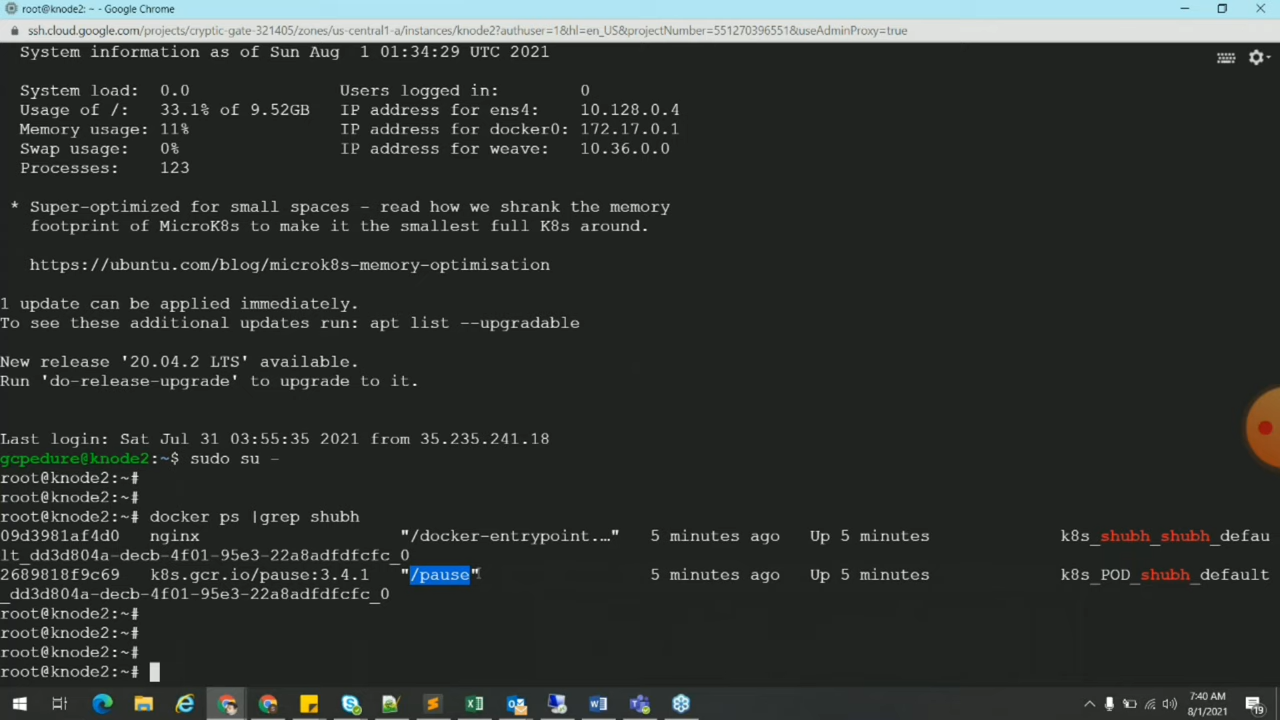 root@knode2: ~ - Google Chrome
ssh.cloud.google.com/projects/cryptic-gate-321405/zones/us-central1-a/instances/knode2?authuser=1&hl=en_US&projectNumber=551270396551&useAdminProxy=true
System information as of Sun Aug  1 01:34:29 UTC 2021
System load:  0.0                Users logged in:        0
Usage of /:   33.1% of 9.52GB   IP address for ens4:    10.128.0.4
Memory usage: 11%               IP address for docker0: 172.17.0.1
Swap usage:   0%                IP address for weave:   10.36.0.0
Processes:    123
* Super-optimized for small spaces - read how we shrank the memory
footprint of MicroK8s to make it the smallest full K8s around.
https://ubuntu.com/blog/microk8s-memory-optimisation
1 update can be applied immediately.
To see these additional updates run: apt list --upgradable
New release '20.04.2 LTS' available.
Run 'do-release-upgrade' to upgrade to it.
Last login: Sat Jul 31 03:55:35 2021 from 35.235.241.18
gcpedure@knode2:~$ sudo su -
root@knode2:~#
root@knode2:~#
root@knode2:~# docker ps |grep shubh
09d3981af4d0   nginx                    "/docker-entrypoint.…"   5 minutes ago   Up 5 minutes             k8s_shubh_shubh_defau
lt_dd3d804a-decb-4f01-95e3-22a8adfdfcfc_0
2689818f9c69   k8s.gcr.io/pause:3.4.1   "/pause"                 5 minutes ago   Up 5 minutes             k8s_POD_shubh_default
_dd3d804a-decb-4f01-95e3-22a8adfdfcfc_0
root@knode2:~#
root@knode2:~#
root@knode2:~#
root@knode2:~#
7:40 AM
8/1/2021
19